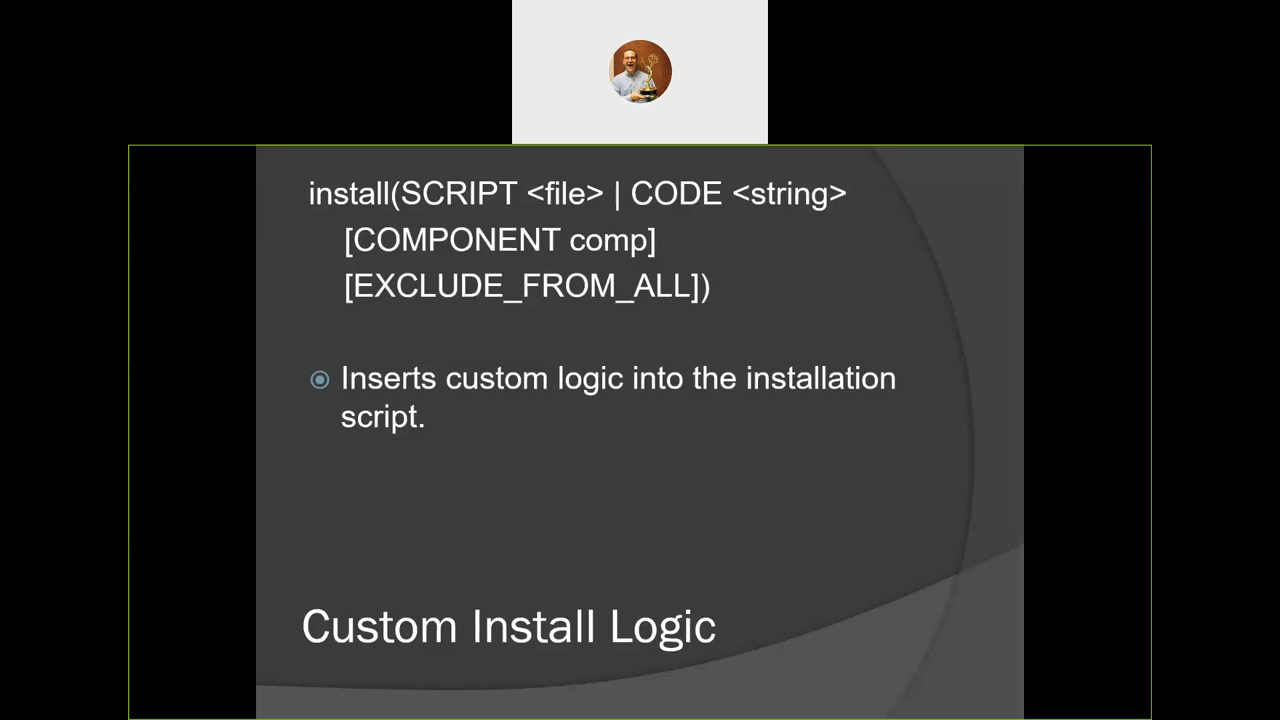 install(SCRIPT <file> | CODE <string>
[COMPONENT comp]
[EXCLUDE_FROM_ALL])
Inserts custom logic into the installation
script.
Custom Install Logic